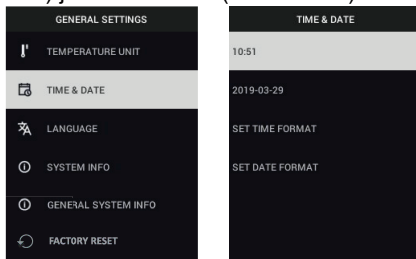 GENERAL SETTINGS
TEMPERATURE UNIT
TIME & DATE
LANGUAGE
SYSTEM INFO
GENERAL SYSTEM INFO
FACTORY RESET
TIME & DATE
10:51
2019-03-29
SET TIME FORMAT
SET DATE FORMAT